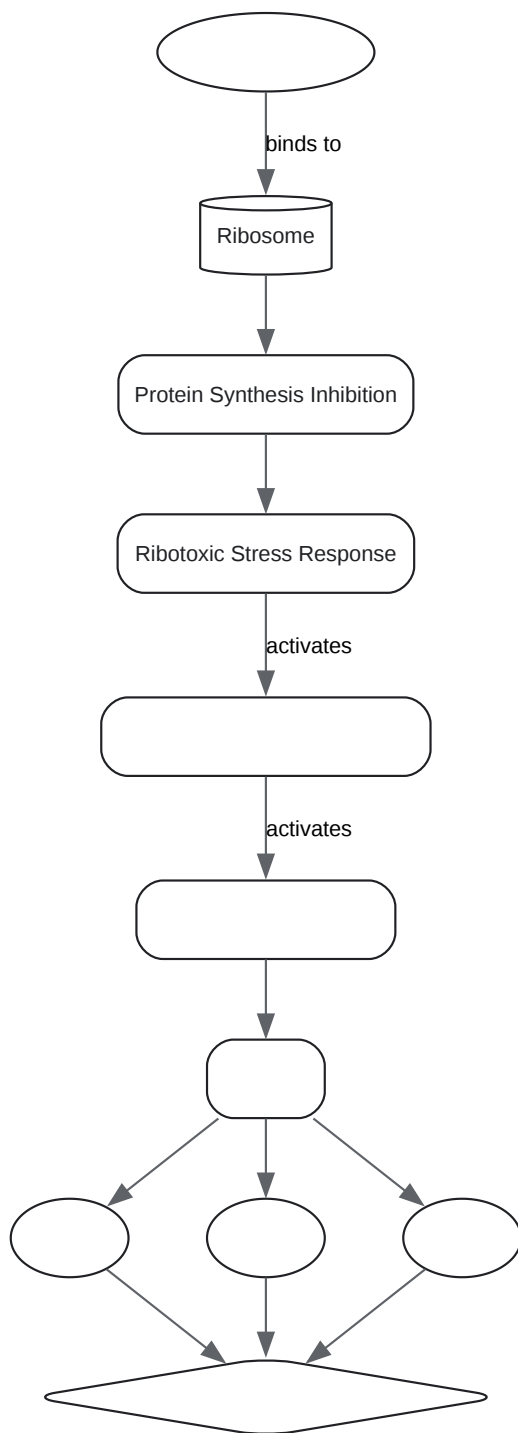 binds to
Ribosome
Protein Synthesis Inhibition
Ribotoxic Stress Response
activates
activates